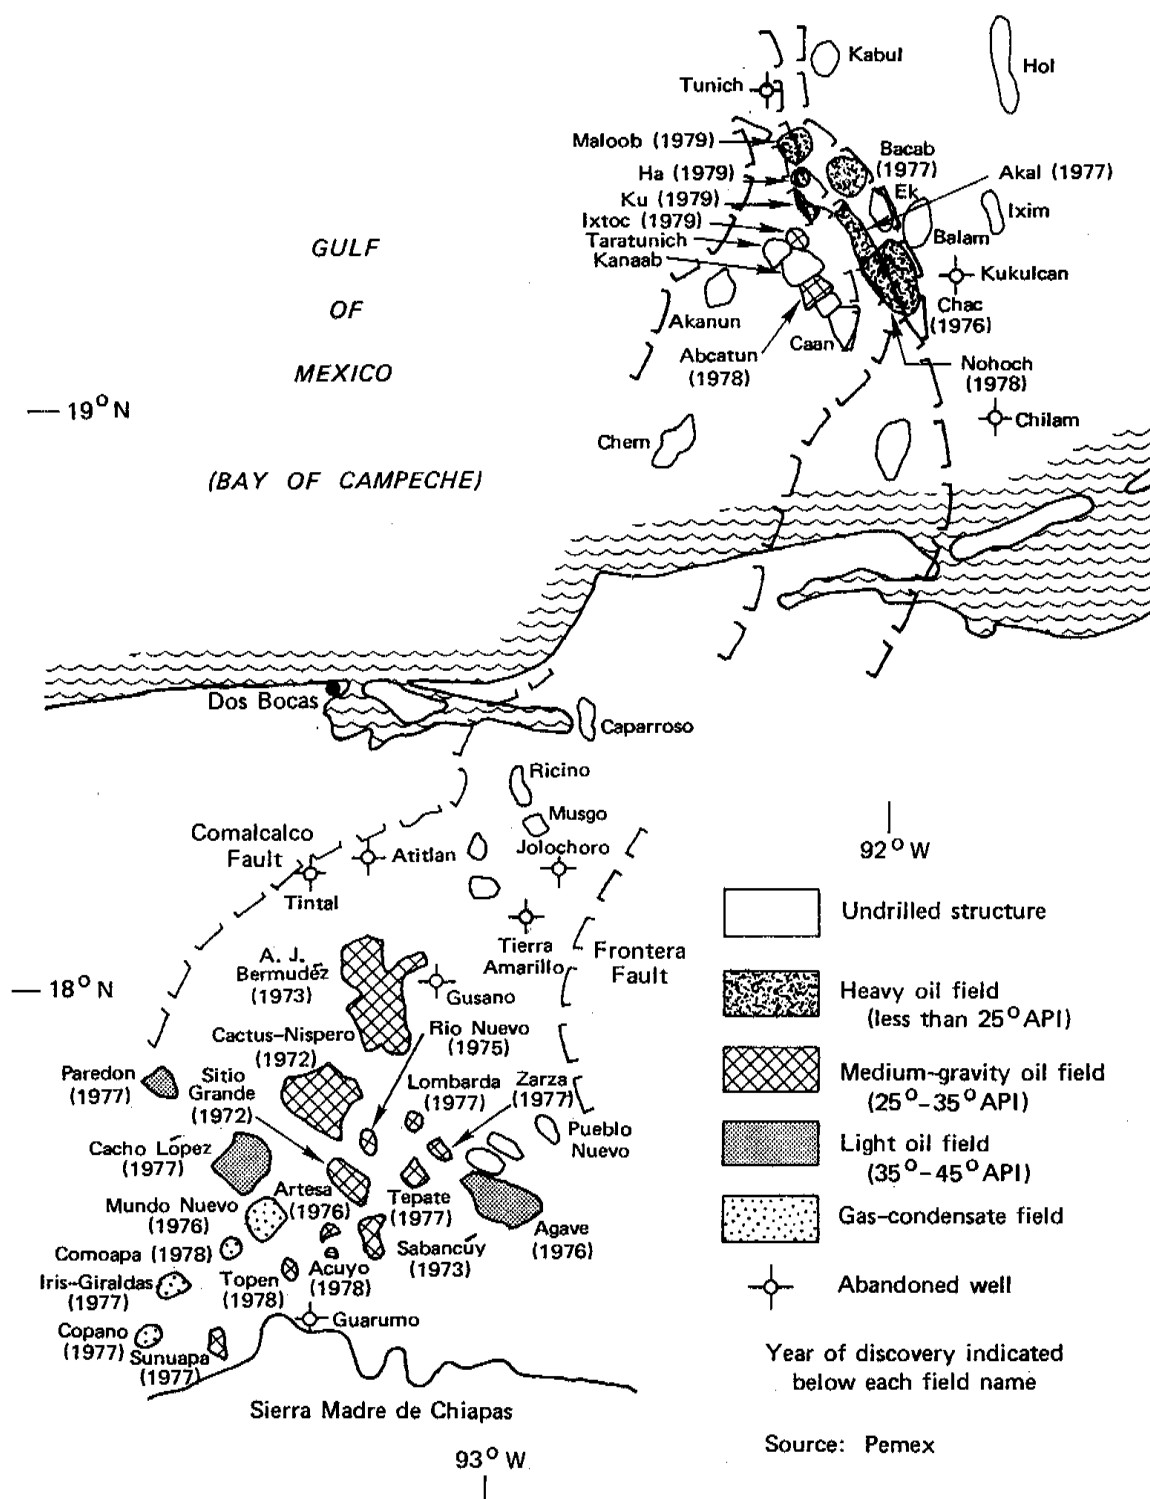 Kabul
Hol
Tunich
Maloob (1979)
Bacab
(1977)
Ha (1979)
Ek
Akal (1977)
Ku (1979)
Ixim
Ixtoc (1979)
Taratunich
Balam
Kanaab
Kukulcan
GULF
OF
MEXICO
(BAY OF CAMPECHE)
Akanun
Chac
(1976)
Caan
Abcatun
(1978)
Nohoch
(1978)
19° N
Chilam
Chem
Dos Bocas
Caparroso
Ricino
Musgo
Comalcalco
Fault
Atitlan
Jolochoro
92° W
Tintal
Undrilled structure
A. J.
Bermudéz
(1973)
Tierra
Amarillo
Frontera
Fault
18° N
Gusano
Heavy oil field
(less than 25° API)
Cactus-Nispero
(1972)
Rio Nuevo
(1975)
Medium-gravity oil field
(25°-35° API)
Paredon
(1977)
Sitio
Grande
(1972)
Lombarda
(1977)
Zarza
(1977)
Pueblo
Nuevo
Light oil field
(35°-45° API)
Cacho López
(1977)
Artesa
(1976)
Tepate
(1977)
Mundo Nuevo
(1976)
Agave
(1976)
Gas-condensate field
Comoapa (1978)
Sabancúy
(1973)
Iris-Giraldas
(1977)
Topen
(1978)
Acuyo
(1978)
Abandoned well
Guarumo
Copano
(1977)
Sunuapa
(1977)
Year of discovery indicated
below each field name
Sierra Madre de Chiapas
Source: Pemex
93° W